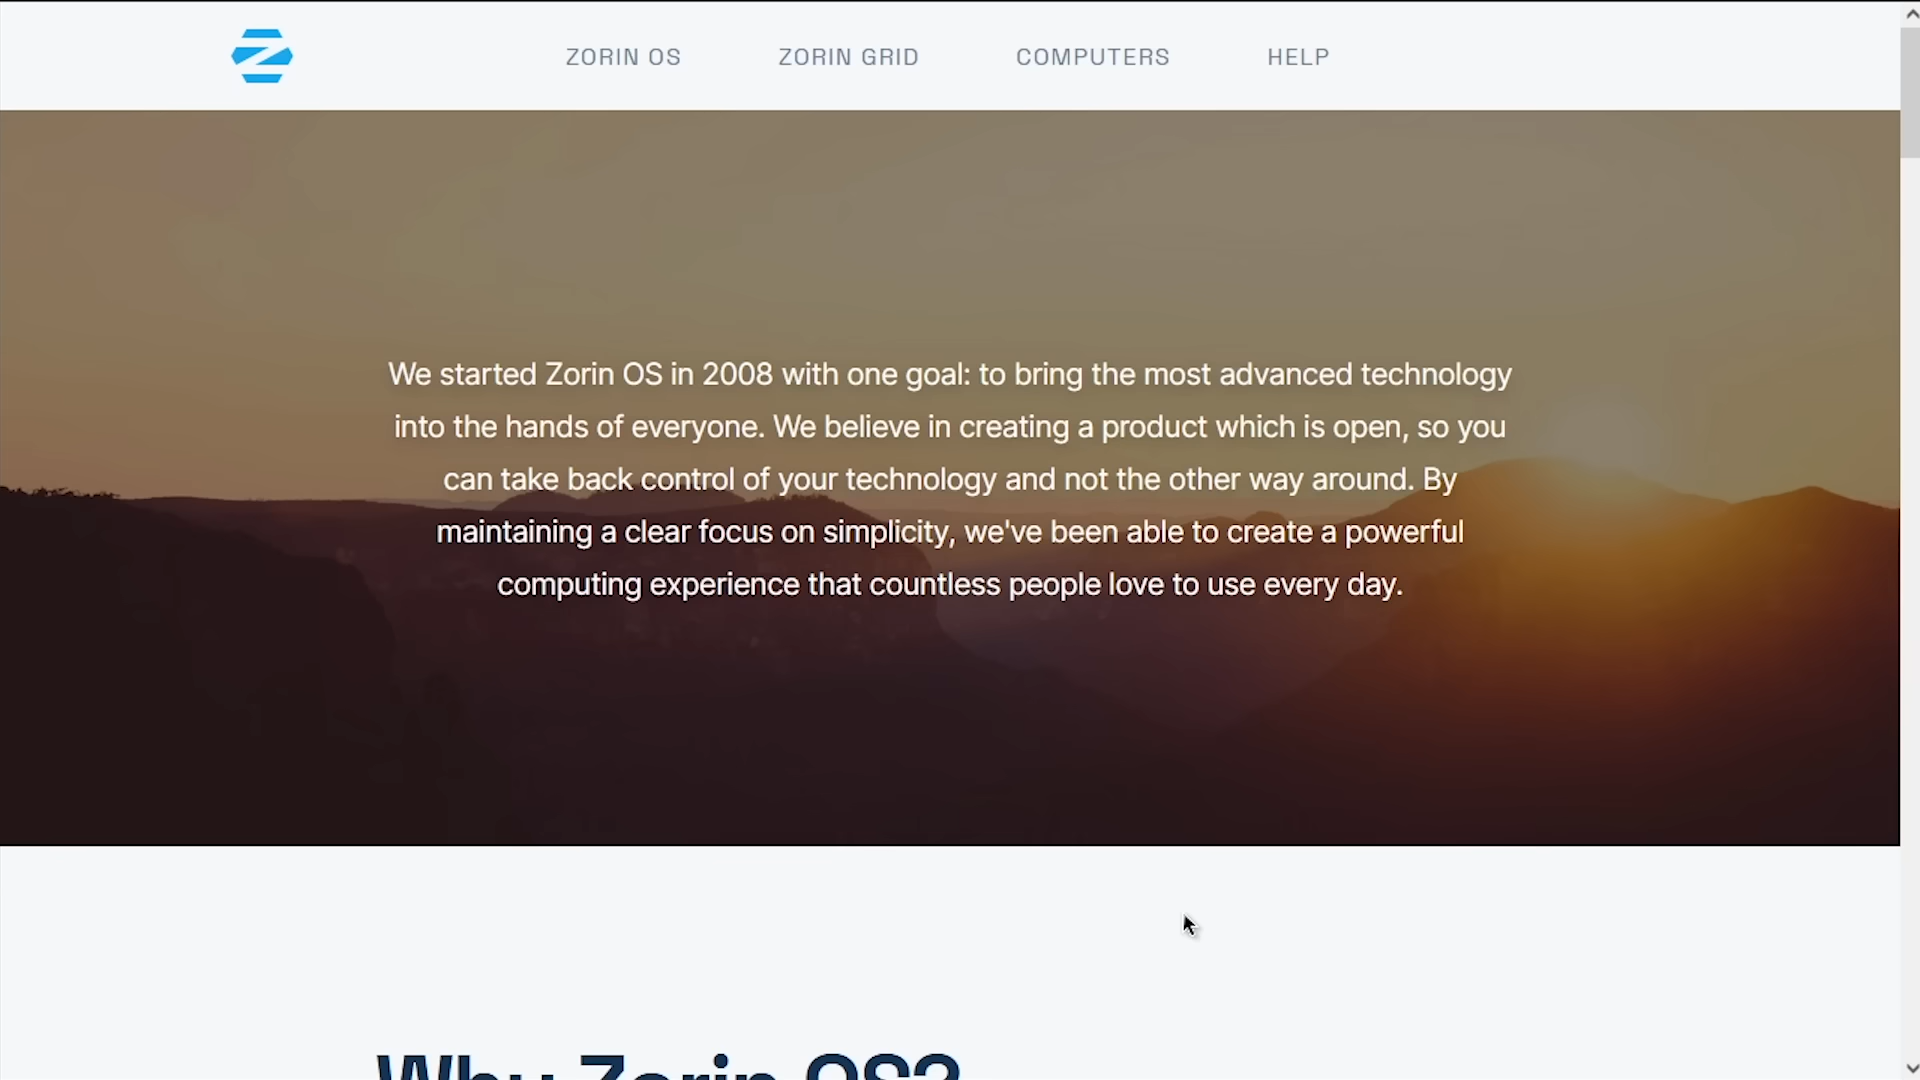 ZORIN OS
ZORIN GRID
COMPUTERS
HELP
We started Zorin OS in 2008 with one goal: to bring the most advanced technology
into the hands of everyone. We believe in creating a product which is open, so you
can take back control of your technology and not the other way around. By
maintaining a clear focus on simplicity, we've been able to create a powerful
computing experience that countless people love to use every day.
Why Zorin OS?